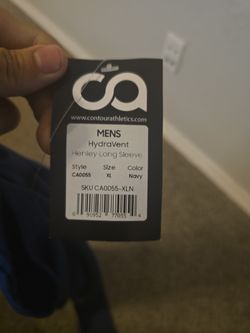 ca
www.contourathletics.com
MENS
HydraVent
Henley Long Sleeve
Style Size Color
CA0055 XL Navy
SKU CA0055-XLN